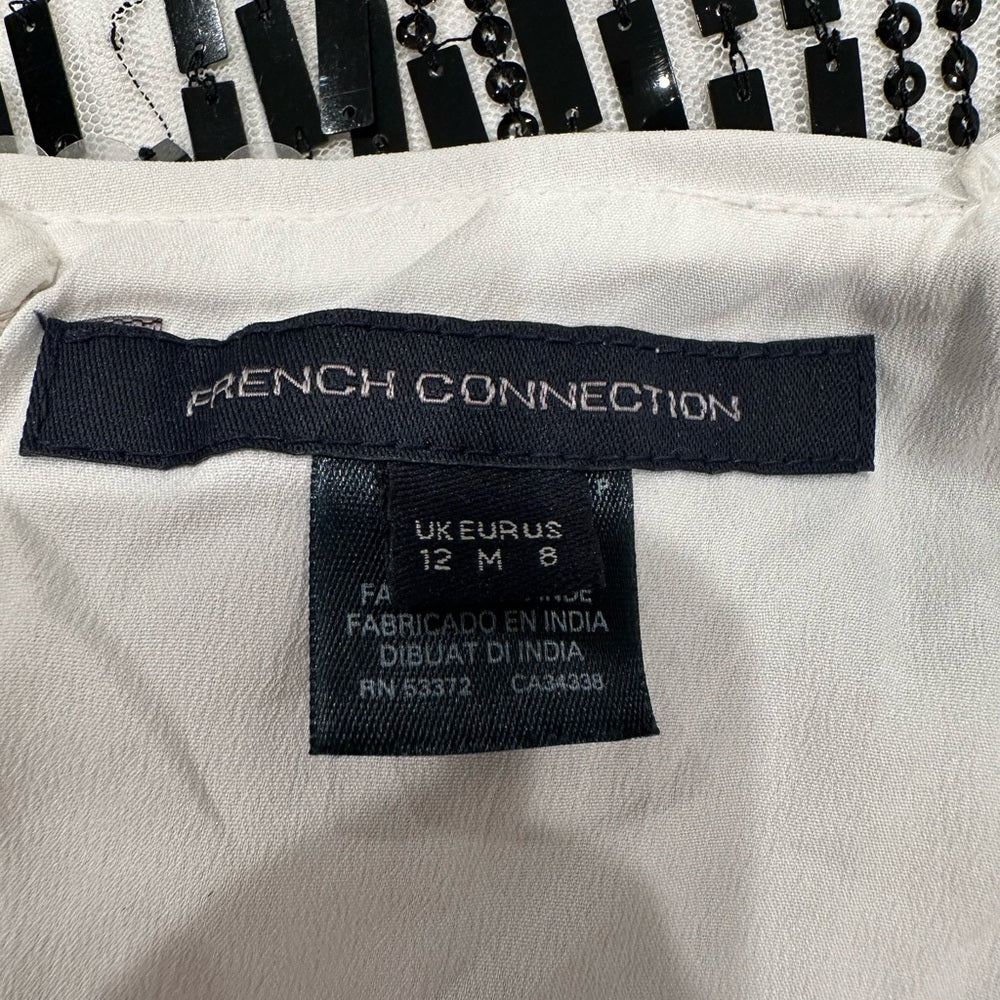 FRENCH CONNECTION
UK EUR US
12 M 8
FABRICADO EN INDIA
DIBUAT DI INDIA
RN 53372 CA34338